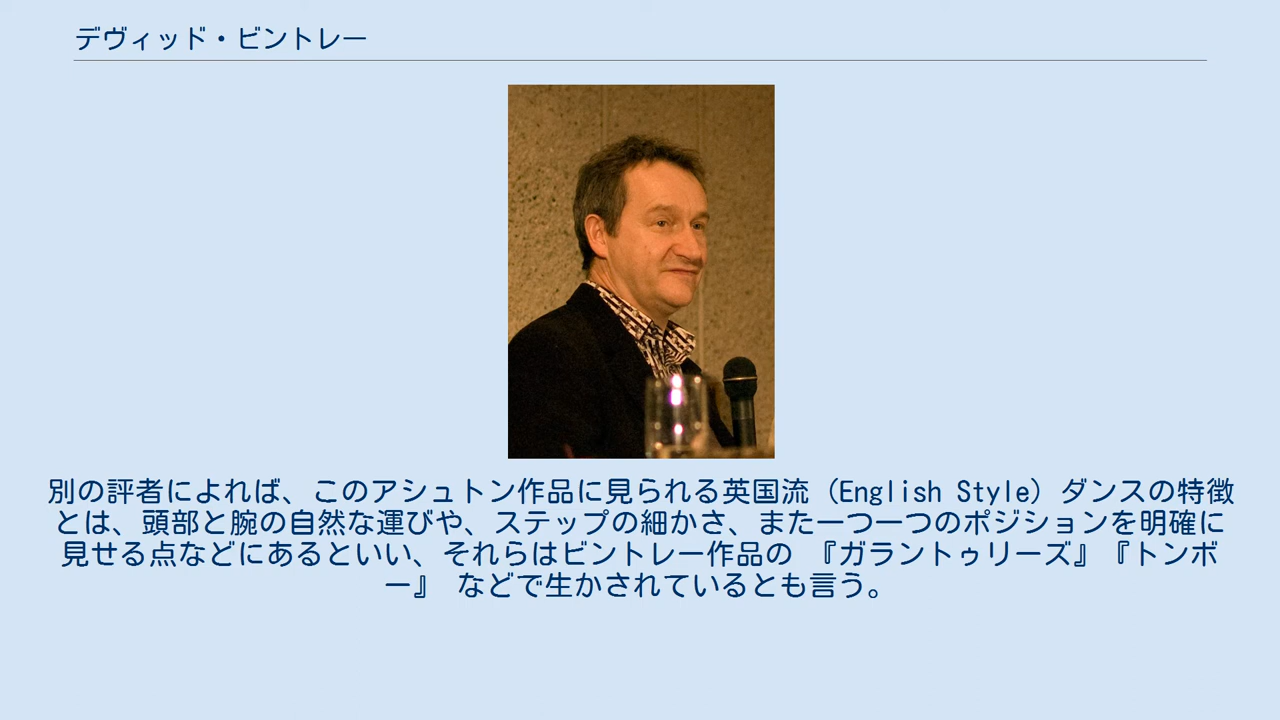 デヴィッド・ビントレー
別の評者によれば、このアシュトン作品に見られる英国流（English Style）ダンスの特徴
とは、頭部と腕の自然な運びや、ステップの細かさ、また一つ一つのポジションを明確に
見せる点などにあるといい、それらはビントレー作品の 『ガラントゥリーズ』『トンボ
ー』 などで生かされているとも言う。